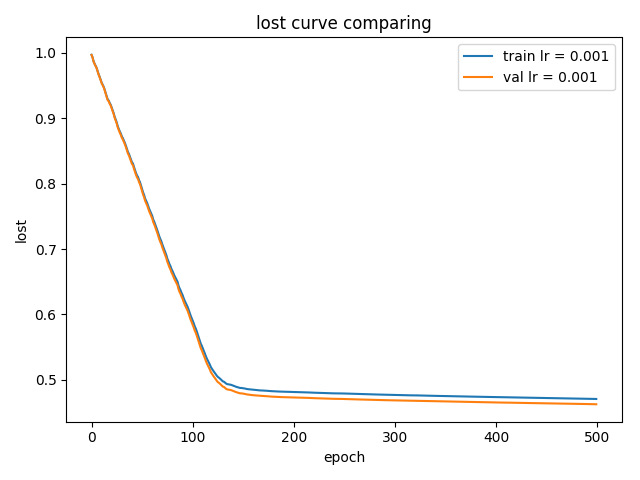 lost curve comparing
train lr = 0.001
val lr = 0.001
lost
1.0
0.9
0.8
0.7
0.6
0.5
0
100
200
300
400
500
epoch